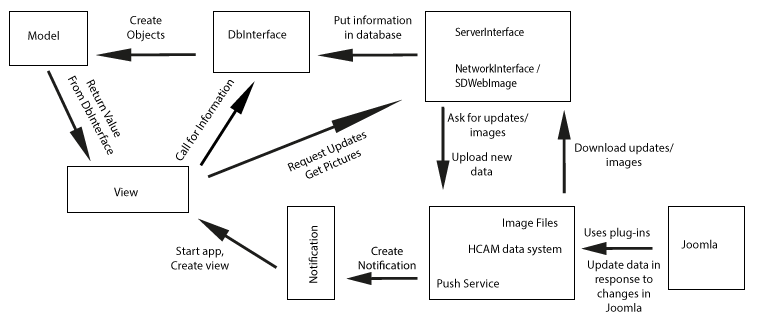 Model
Create
Objects
DbInterface
Put information
in database
ServerInterface
NetworkInterface /
SDWebImage
Return Value
From DbInterface
Call for Information
Request Updates
Get Pictures
Ask for updates/
images
Upload new
data
Download updates/
images
View
Start app,
Create view
Notification
Create
Notification
Image Files
HCAM data system
Push Service
Uses plug-ins
Update data in
response to
changes in
Joomla
Joomla